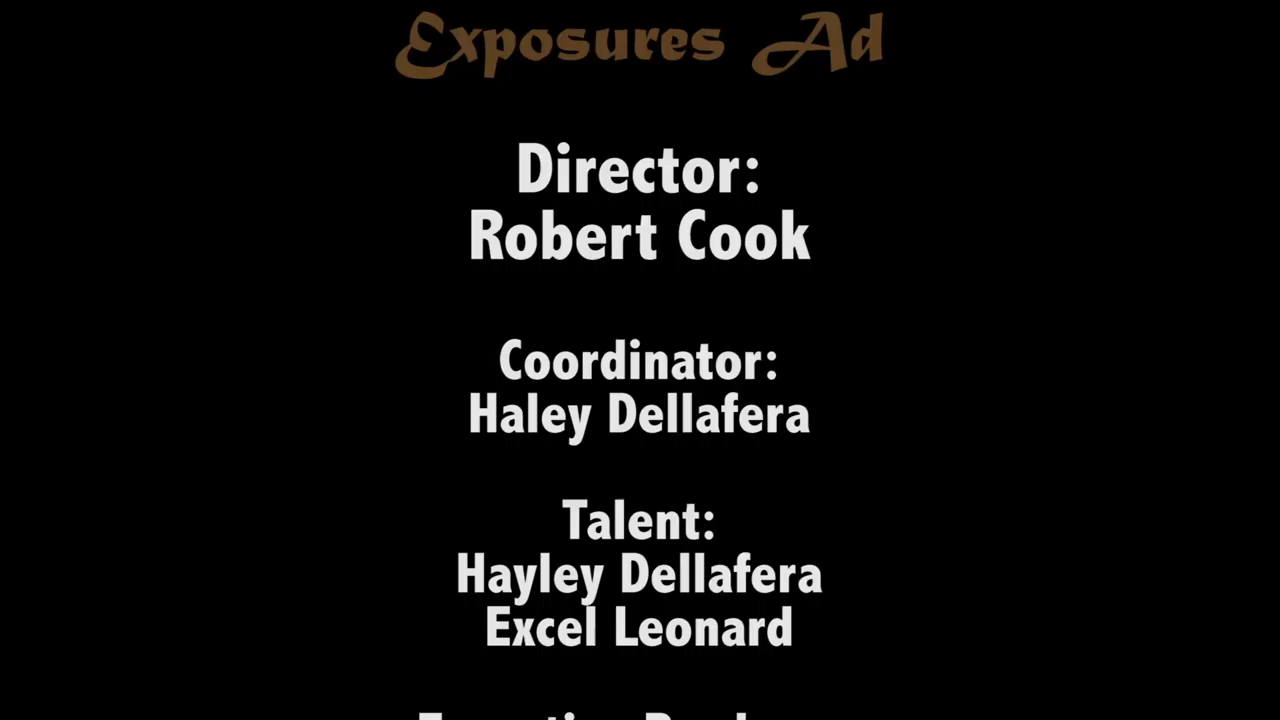 Exposures Ad
Director:
Robert Cook
Coordinator:
Haley Dellafera
Talent:
Hayley Dellafera
Excel Leonard